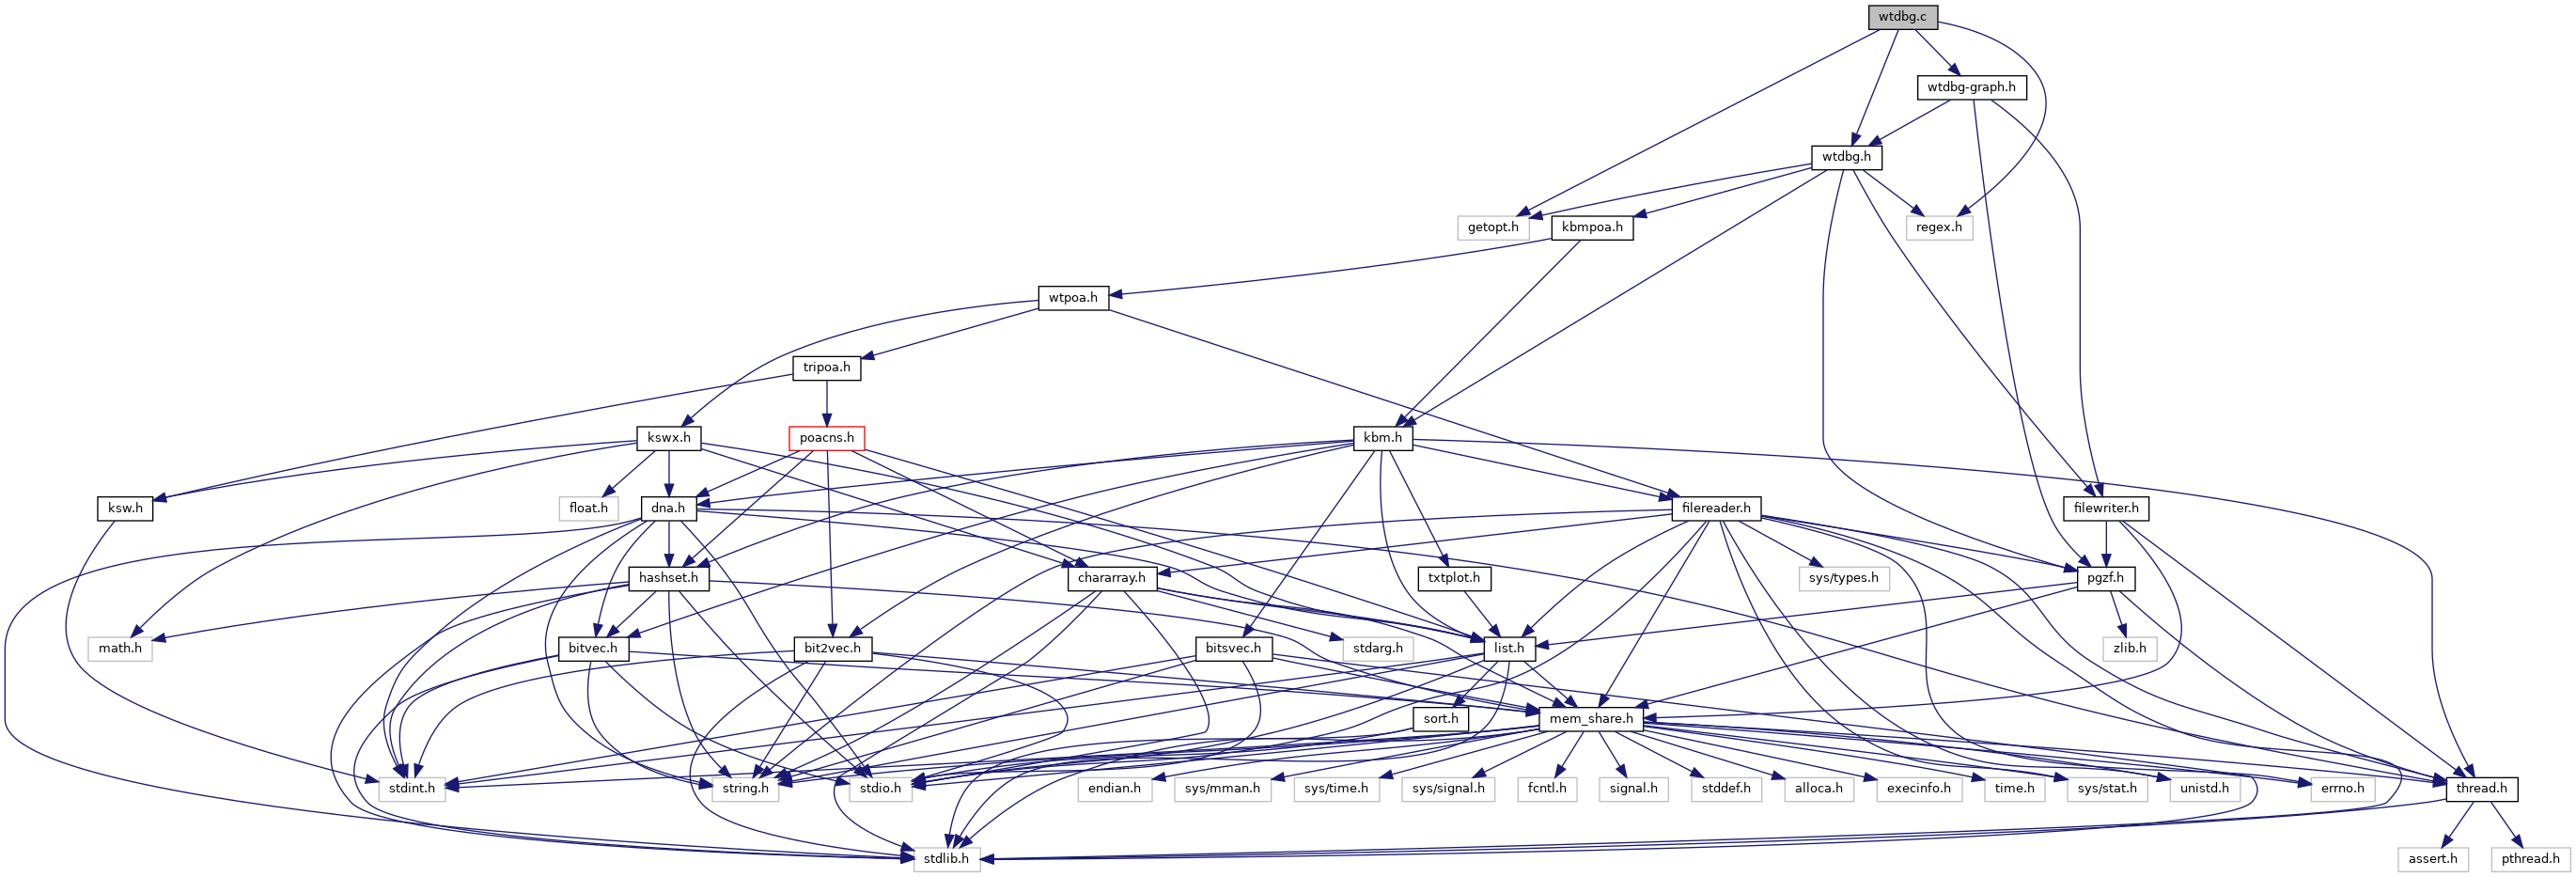 wtdbg.c
wtdbg-graph.h
wtdbg.h
getopt.h
kbmpoa.h
regex.h
wtpoa.h
tripoa.h
kswx.h
poacns.h
kbm.h
ksw.h
float.h
dna.h
filereader.h
filewriter.h
hashset.h
chararray.h
txtplot.h
sys/types.h
pgzf.h
math.h
bitvec.h
bit2vec.h
bitsvec.h
stdarg.h
list.h
zlib.h
sort.h
mem_share.h
stdint.h
string.h
stdio.h
endian.h
sys/mman.h
sys/time.h
sys/signal.h
fcntl.h
signal.h
stddef.h
alloca.h
execinfo.h
time.h
sys/stat.h
unistd.h
errno.h
thread.h
stdlib.h
assert.h
pthread.h